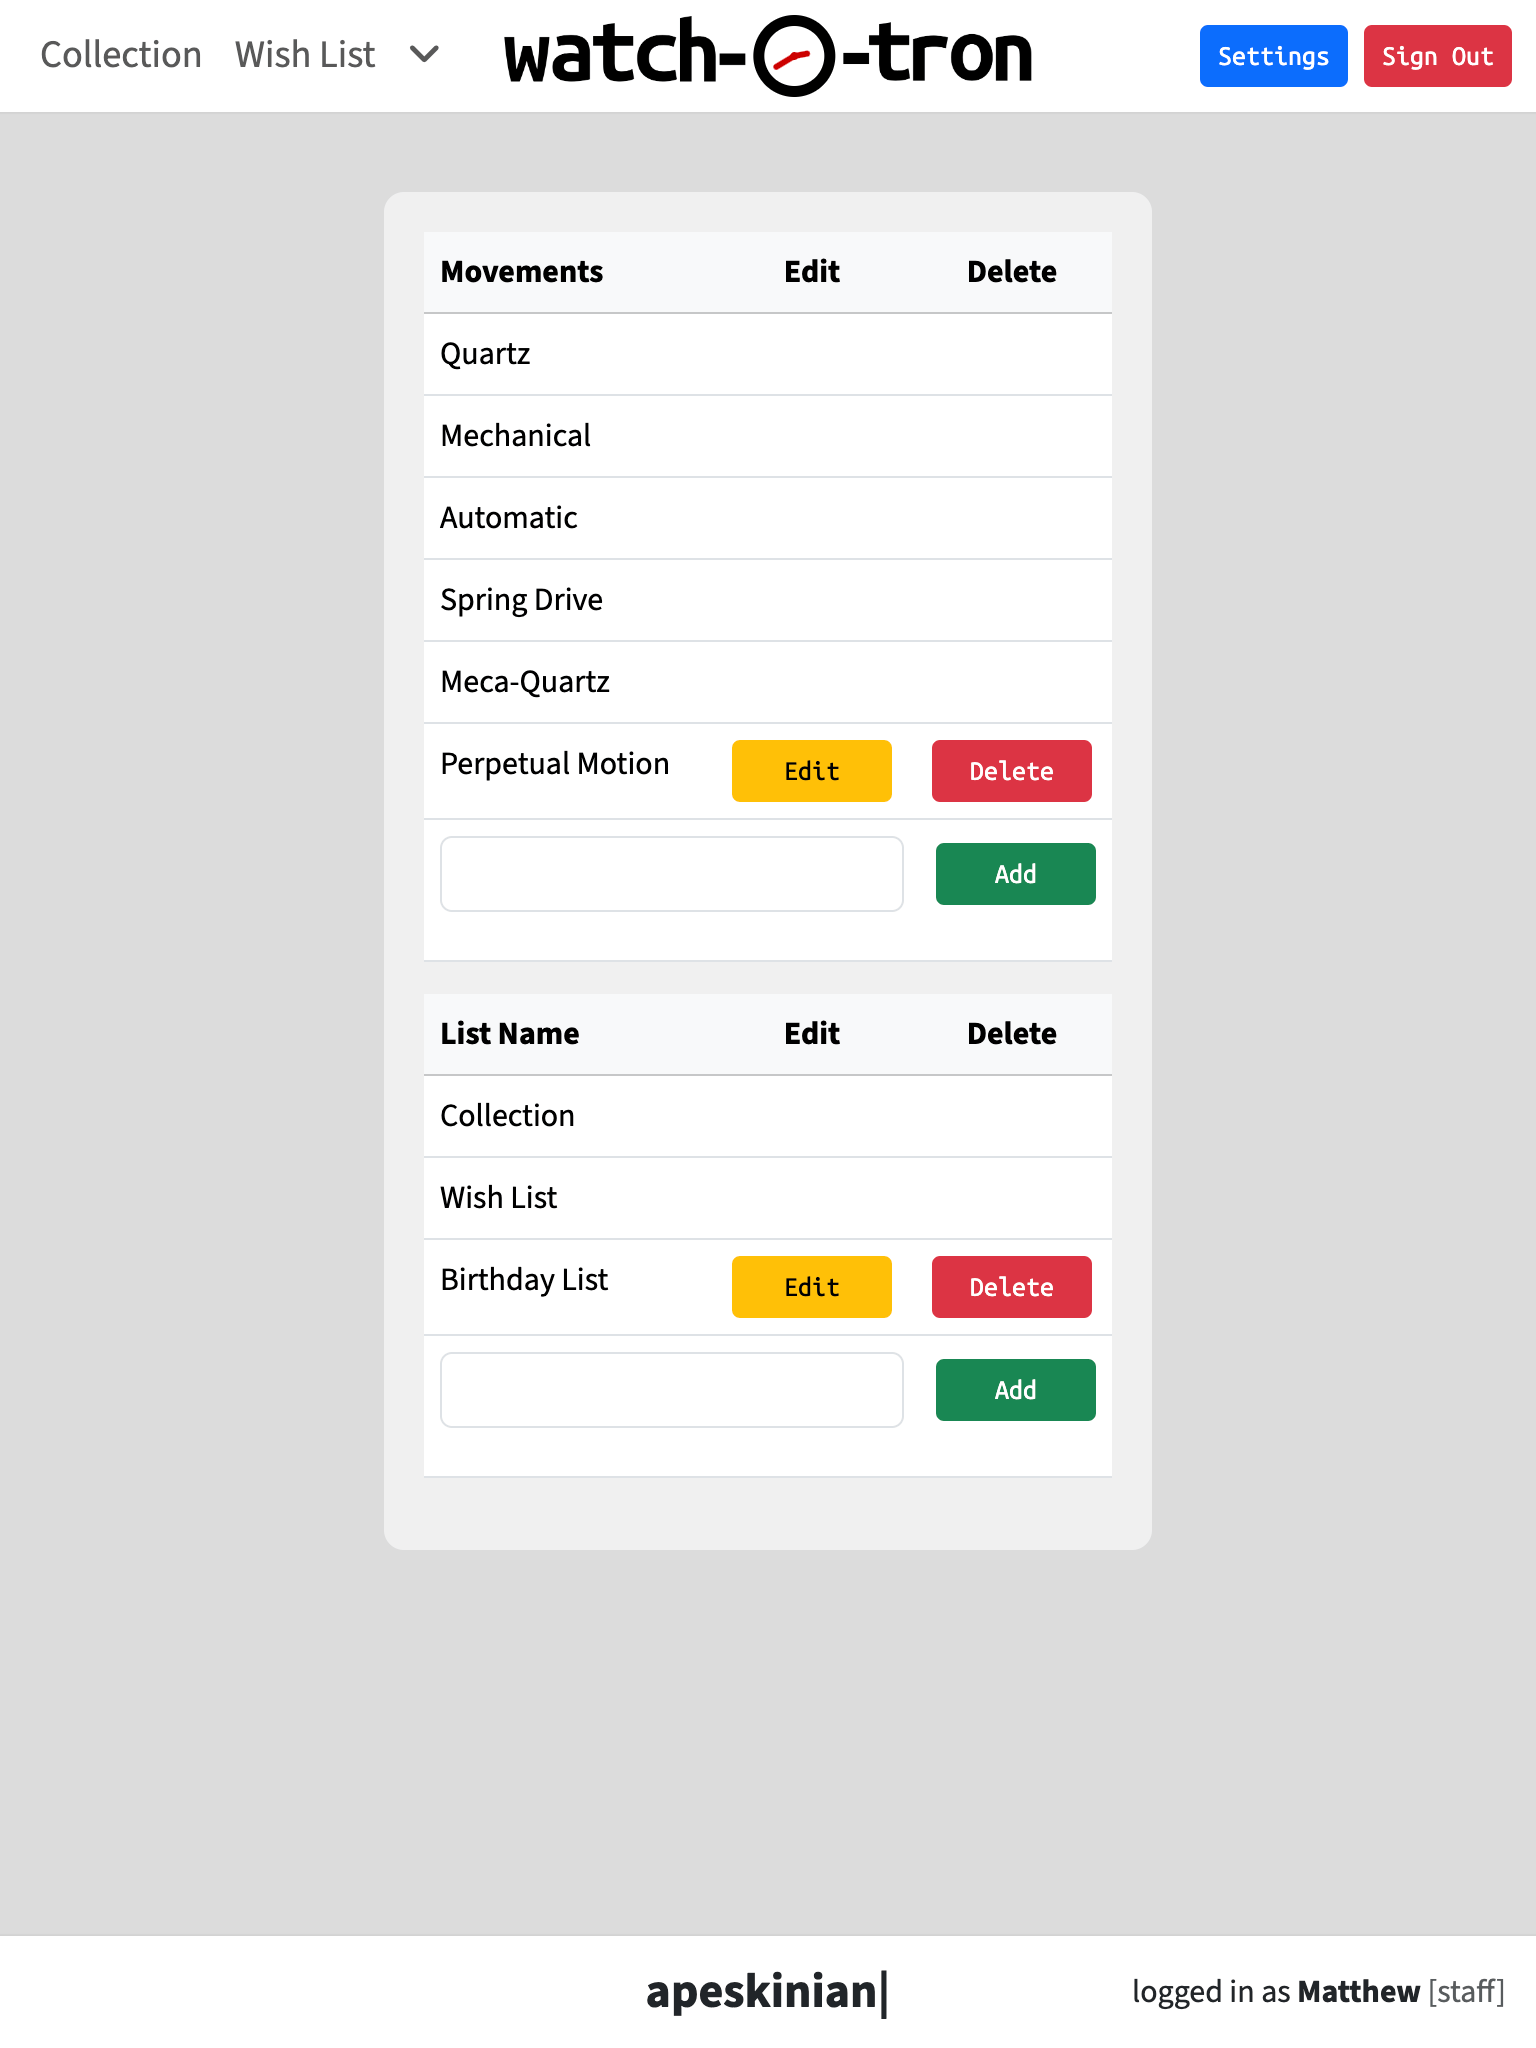 Collection Wish List watch-O-tron Settings Sign Out
Movements Edit Delete
Quartz
Mechanical
Automatic
Spring Drive
Meca-Quartz
Perpetual Motion Edit Delete
Add
List Name Edit Delete
Collection
Wish List
Birthday List Edit Delete
Add
apeskinian| logged in as Matthew [staff]